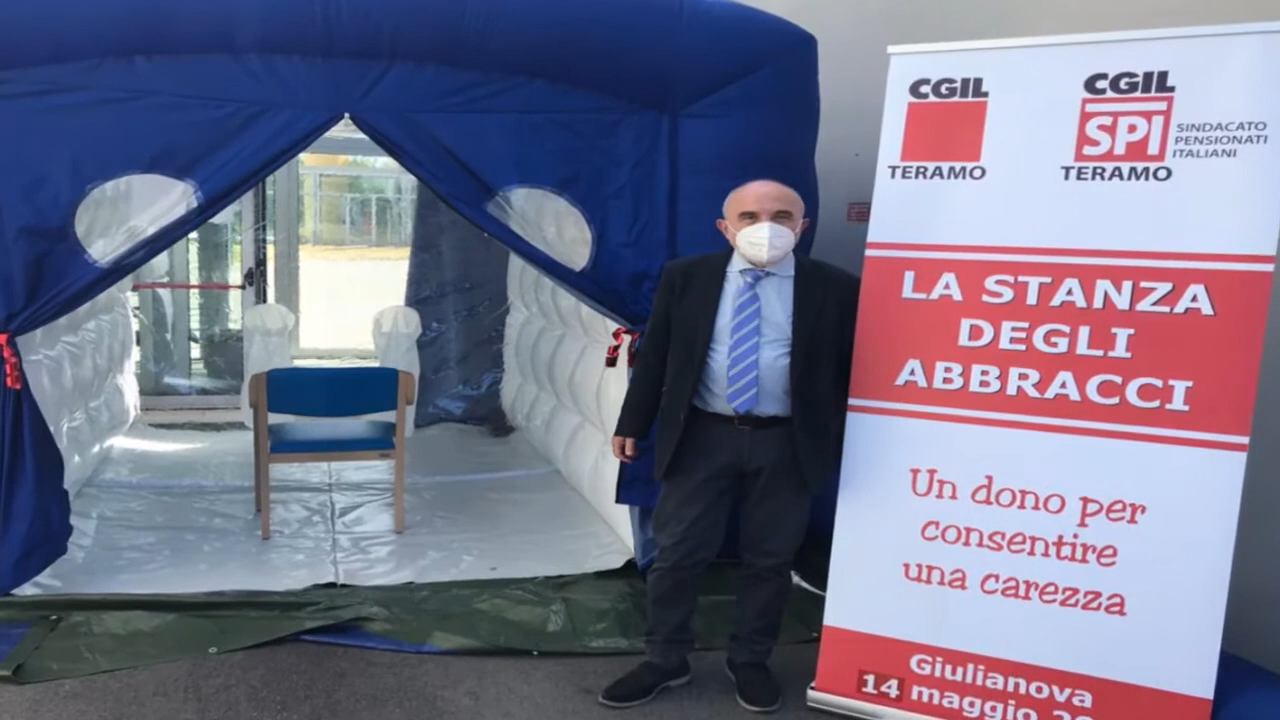 CGIL
TERAMO
CGIL
SPI
SINDACATO
PENSIONATI
ITALIANI
TERAMO
LA STANZA
DEGLI
ABBRACCI
Un dono per
consentire
una carezza
Giulianova
14 maggio